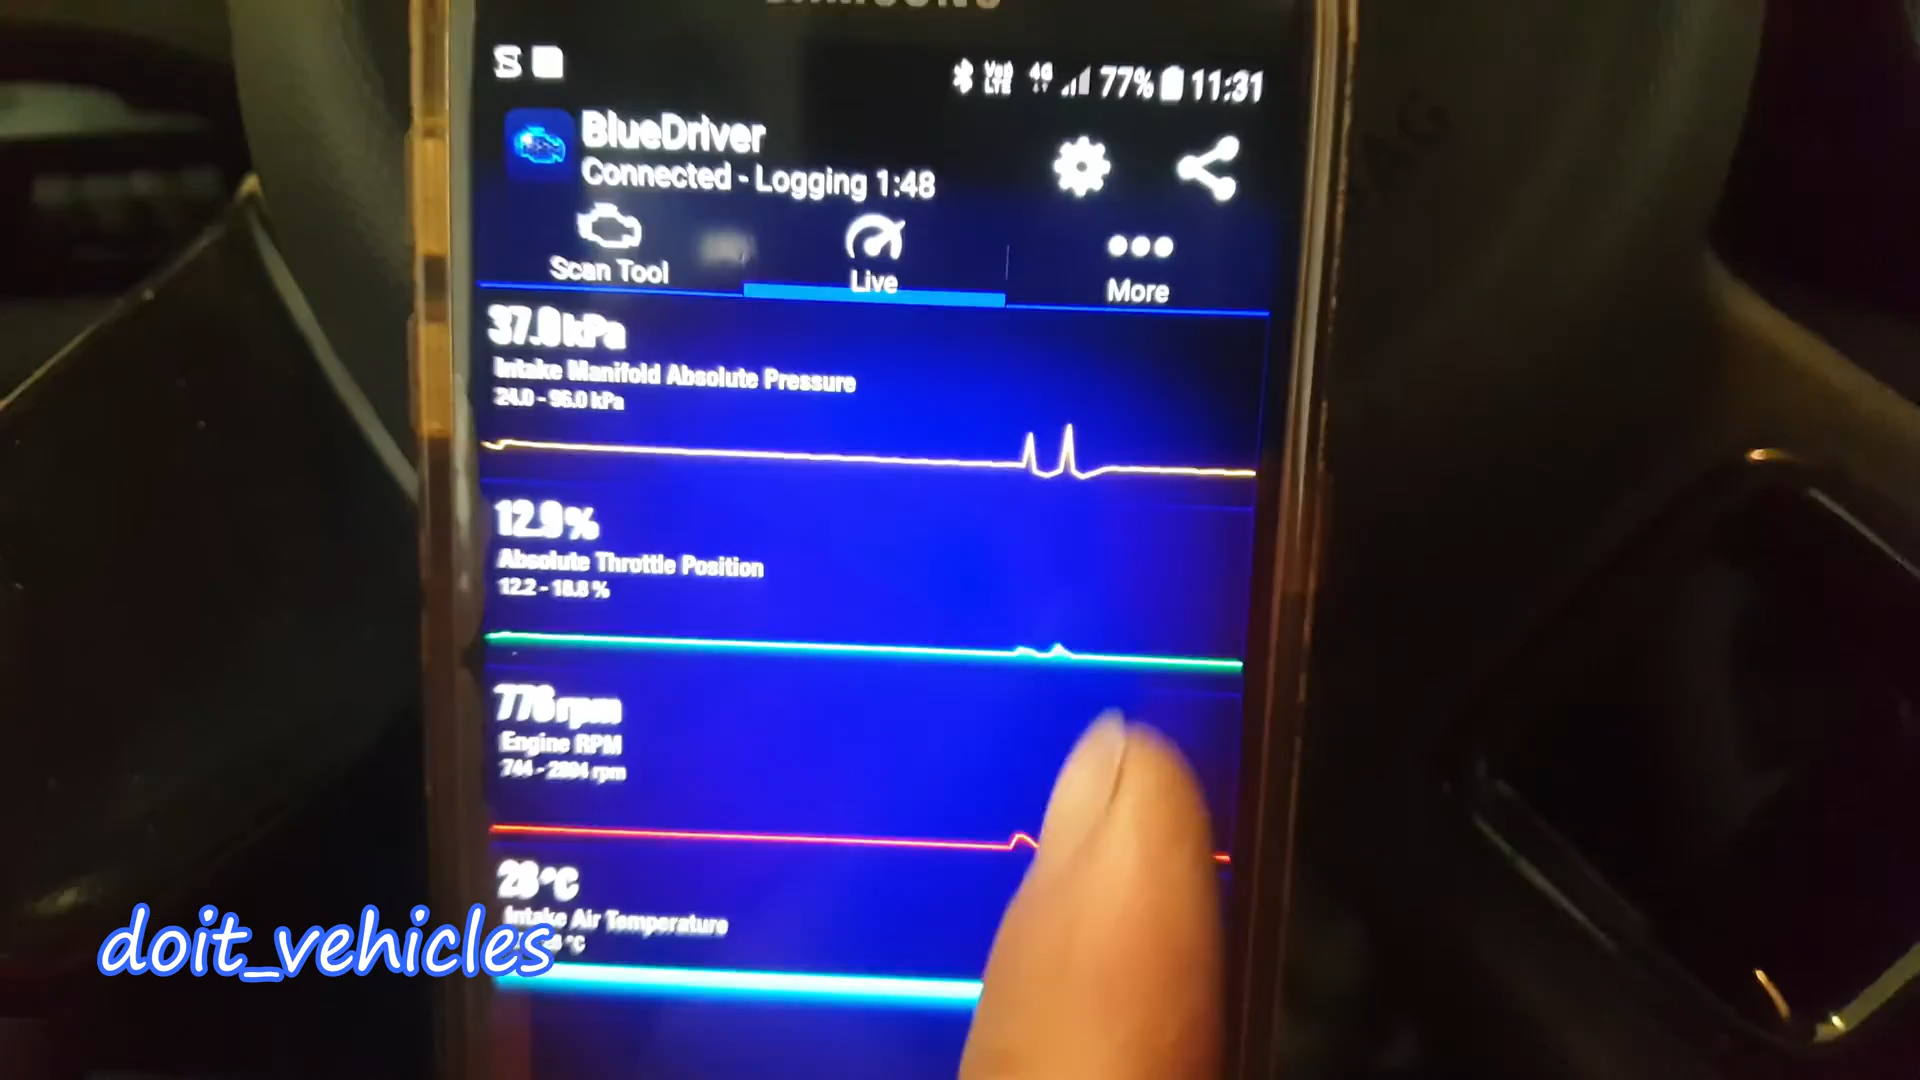 77% 11:31
BlueDriver
Connected - Logging 1:48
Scan Tool
Live
More
37.0kPa
Intake Manifold Absolute Pressure
24.0 - 96.0 kPa
12.9%
Absolute Throttle Position
12.2 - 18.8 %
776rpm
Engine RPM
rpm
28°C
Intake Air Temperature
°C
doit_vehicles